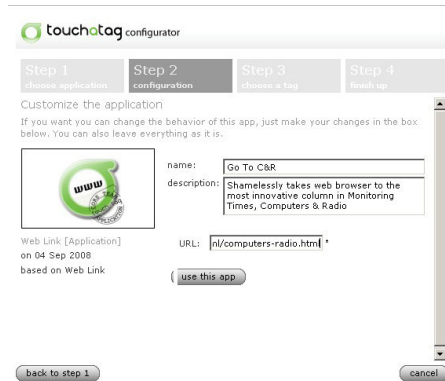 touchatag configurator
Step 1
choose application
Step 2
configuration
Step 3
choose a tag
Step 4
finish up
Customize the application
If you want you can change the behavior of this app, just make your changes in the box
below. You can also leave everything as it is.
www
name:
Go To C&R
description:
Shamelessly takes web browser to the
most innovative column in Monitoring
Times, Computers & Radio
Web Link [Application]
on 04 Sep 2008
based on Web Link
URL:
nl/computers-radio.html
*
use this app
back to step 1
cancel